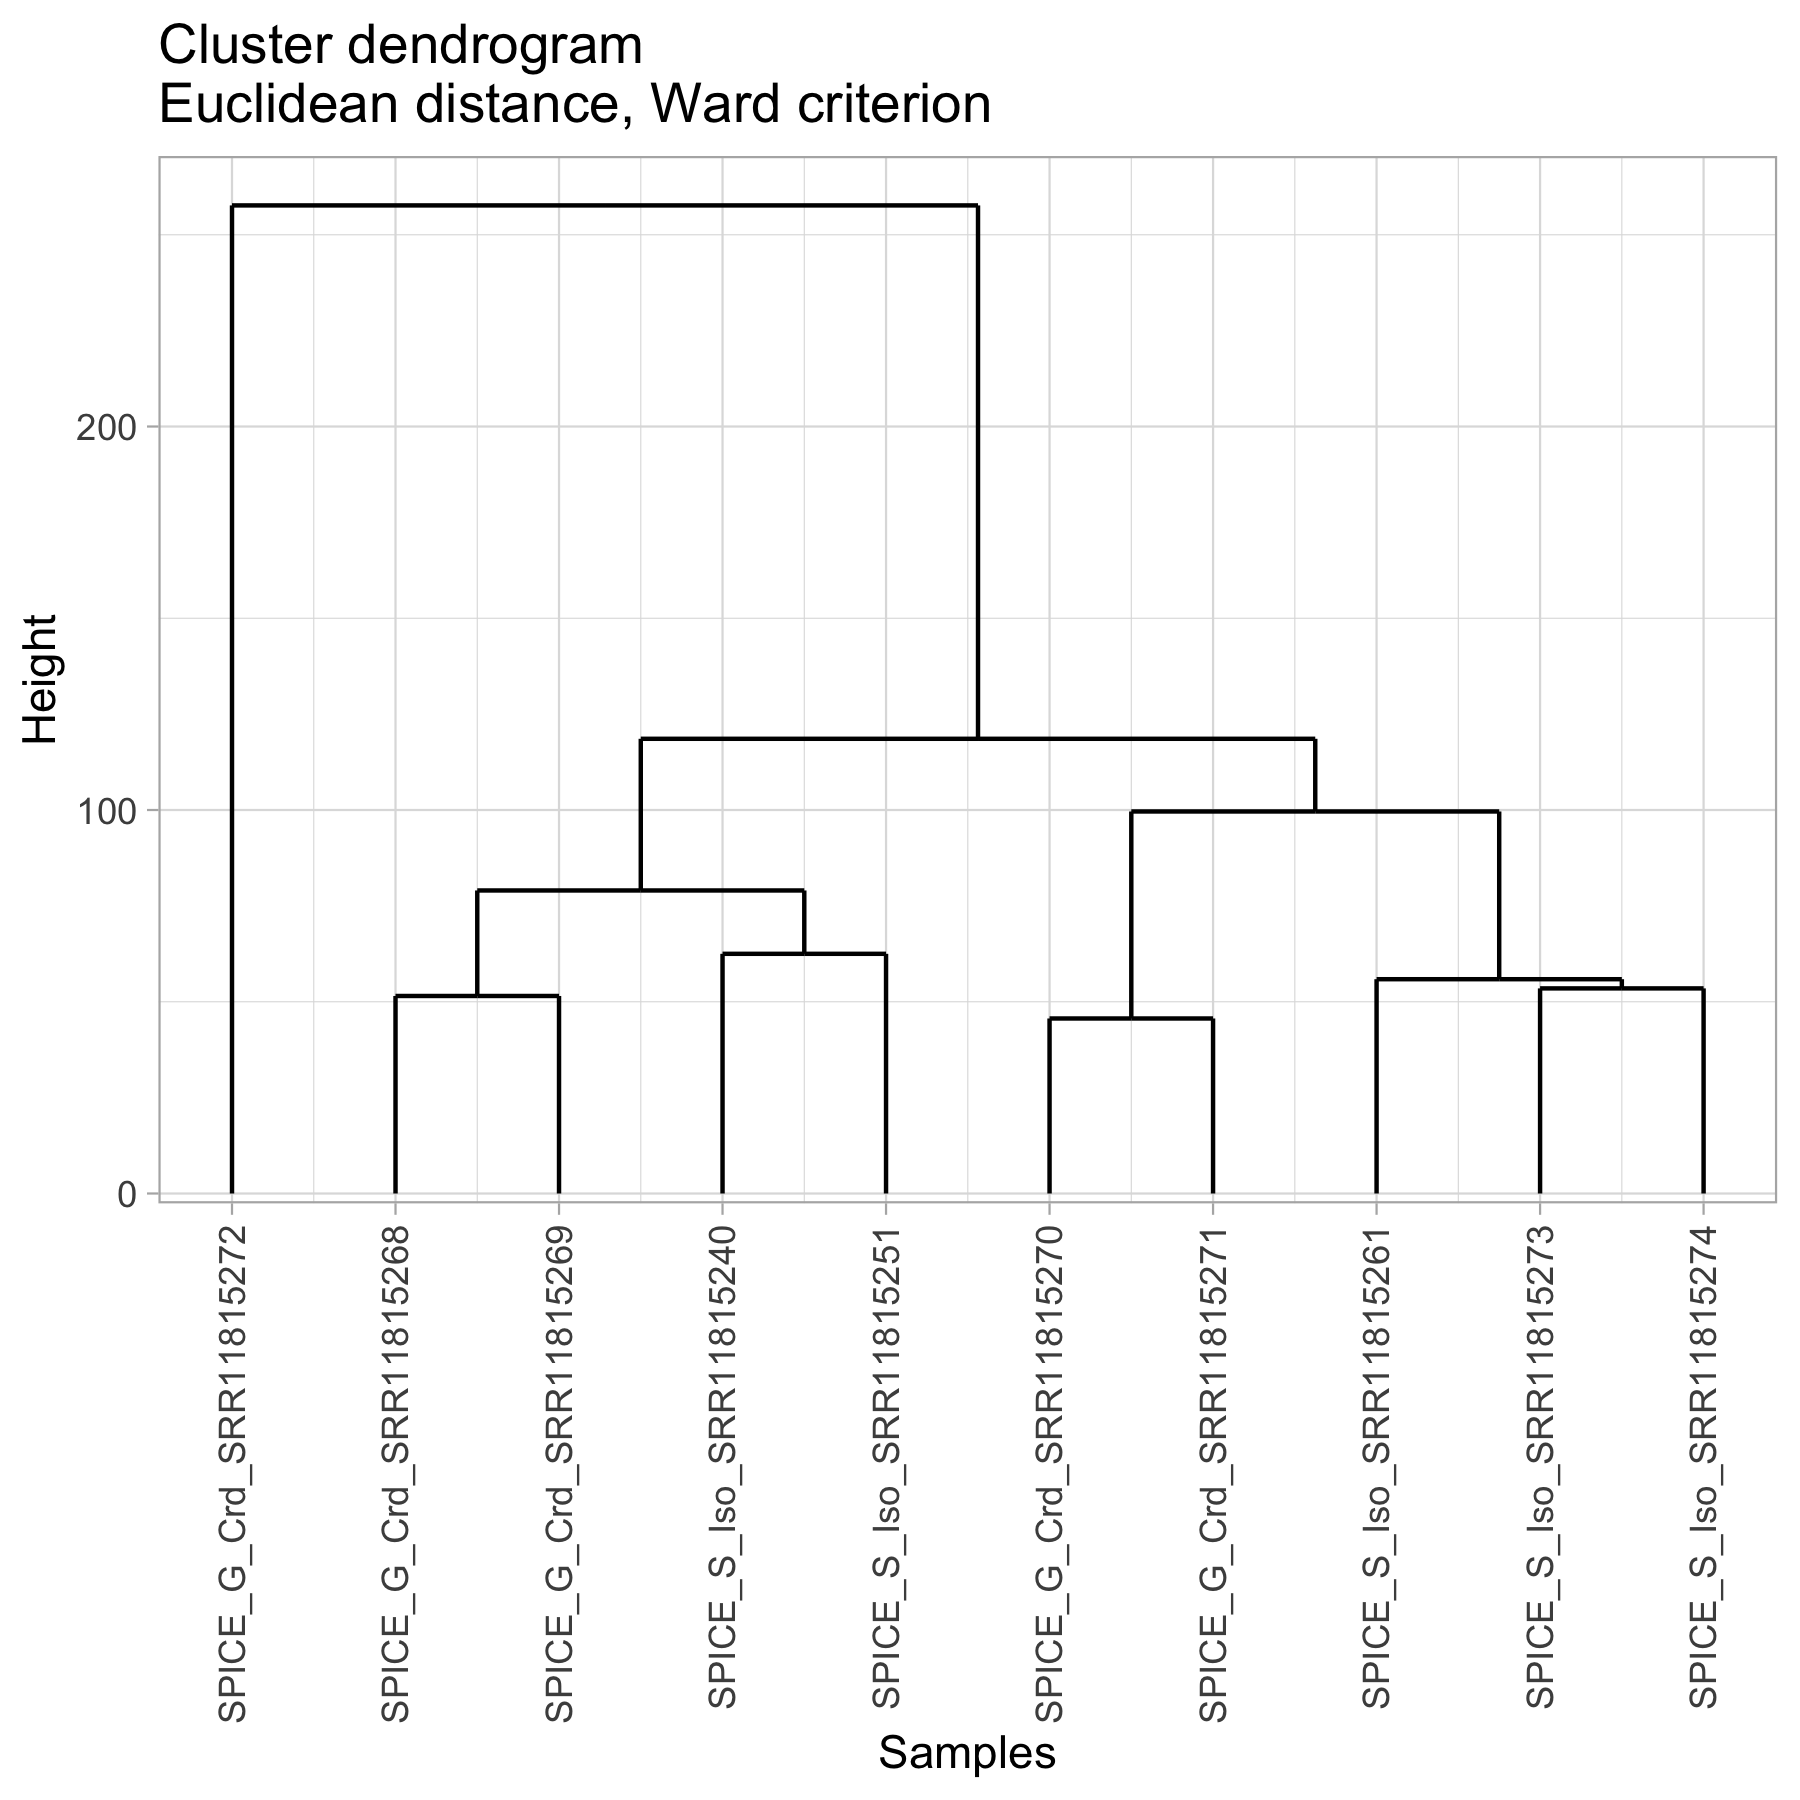 Cluster dendrogram
Euclidean distance, Ward criterion
Height
200
100
0
SPICE_G_Crd_SRR11815272
SPICE_G_Crd_SRR11815268
SPICE_G_Crd_SRR11815269
SPICE_S_Iso_SRR11815240
SPICE_S_Iso_SRR11815251
SPICE_G_Crd_SRR11815270
SPICE_G_Crd_SRR11815271
SPICE_S_Iso_SRR11815261
SPICE_S_Iso_SRR11815273
SPICE_S_Iso_SRR11815274
Samples